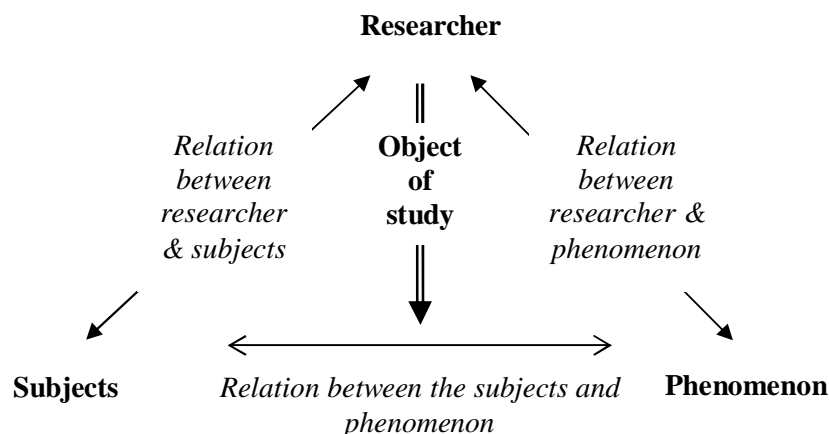 Researcher
Relation
between
researcher
& subjects
Object
of
study
Relation
between
researcher &
phenomenon
Subjects
Relation between the subjects and
phenomenon
Phenomenon